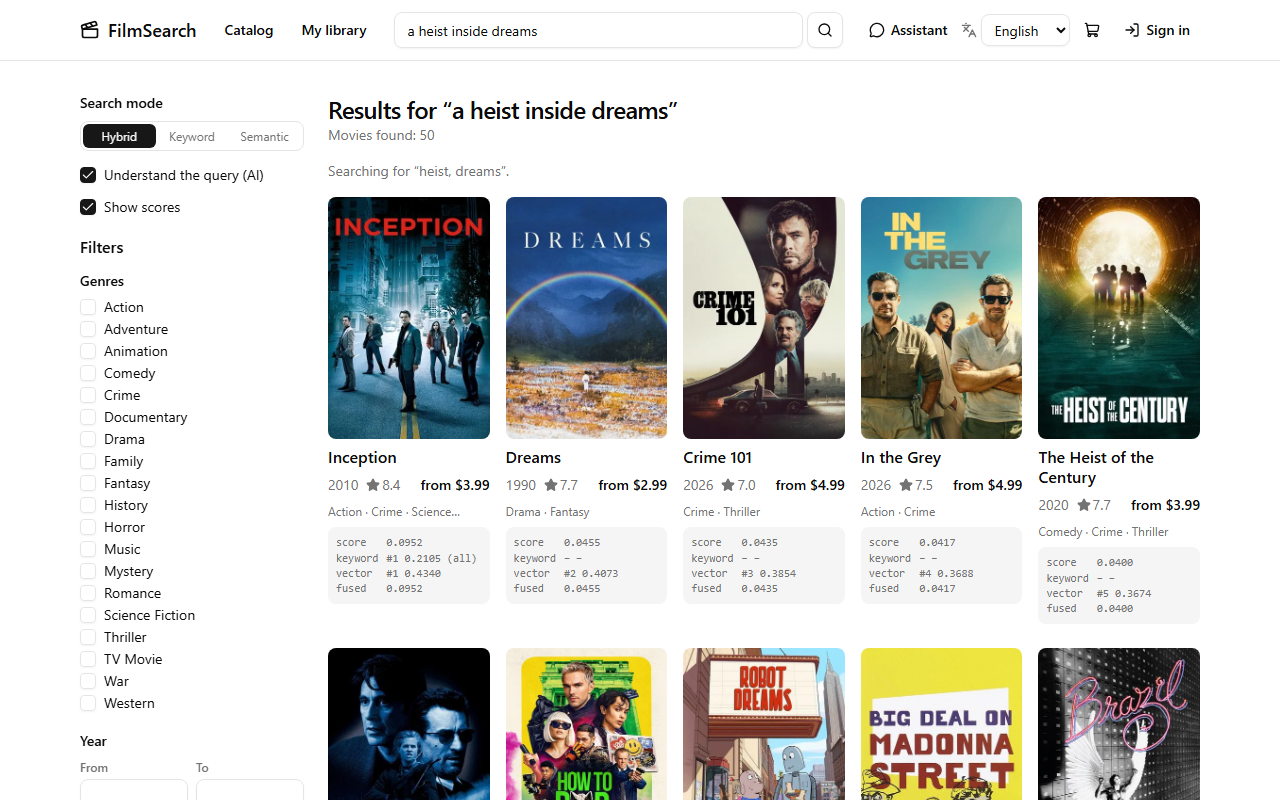 FilmSearch
Catalog
My library
a heist inside dreams
Assistant
English
Sign in
Search mode
Hybrid
Keyword
Semantic
Understand the query (AI)
Show scores
Filters
Genres
Action
Adventure
Animation
Comedy
Crime
Documentary
Drama
Family
Fantasy
History
Horror
Music
Mystery
Romance
Science Fiction
Thriller
TV Movie
War
Western
Year
From
To
Results for “a heist inside dreams”
Movies found: 50
Searching for “heist, dreams”.
INCEPTION
Inception
2010 8.4 from $3.99
Action · Crime · Science...
score 0.0952
keyword #1 0.2105 (all)
vector #1 0.4340
fused 0.0952
DREAMS
Dreams
1990 7.7 from $2.99
Drama · Fantasy
score 0.0455
keyword – –
vector #2 0.4073
fused 0.0455
CRIME
101
Crime 101
2026 7.0 from $4.99
Crime · Thriller
score 0.0435
keyword – –
vector #3 0.3854
fused 0.0435
IN
THE
GREY
In the Grey
2026 7.5 from $4.99
Action · Crime
score 0.0417
keyword – –
vector #4 0.3688
fused 0.0417
THE HEIST OF THE CENTURY
The Heist of the
Century
2020 7.7 from $3.99
Comedy · Crime · Thriller
score 0.0400
keyword – –
vector #5 0.3674
fused 0.0400
HOW TO
ROBOT
DREAMS
BIG DEAL ON
MADONNA
STREET
Brazil